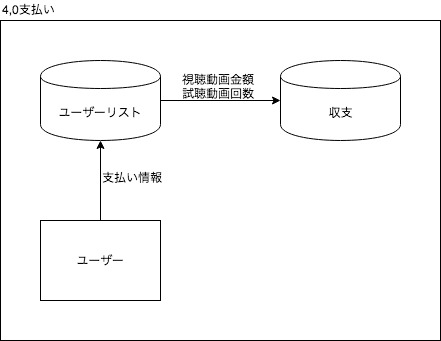 4,0支払い
視聴動画金額
試聴動画回数
ユーザーリスト
収支
支払い情報
ユーザー